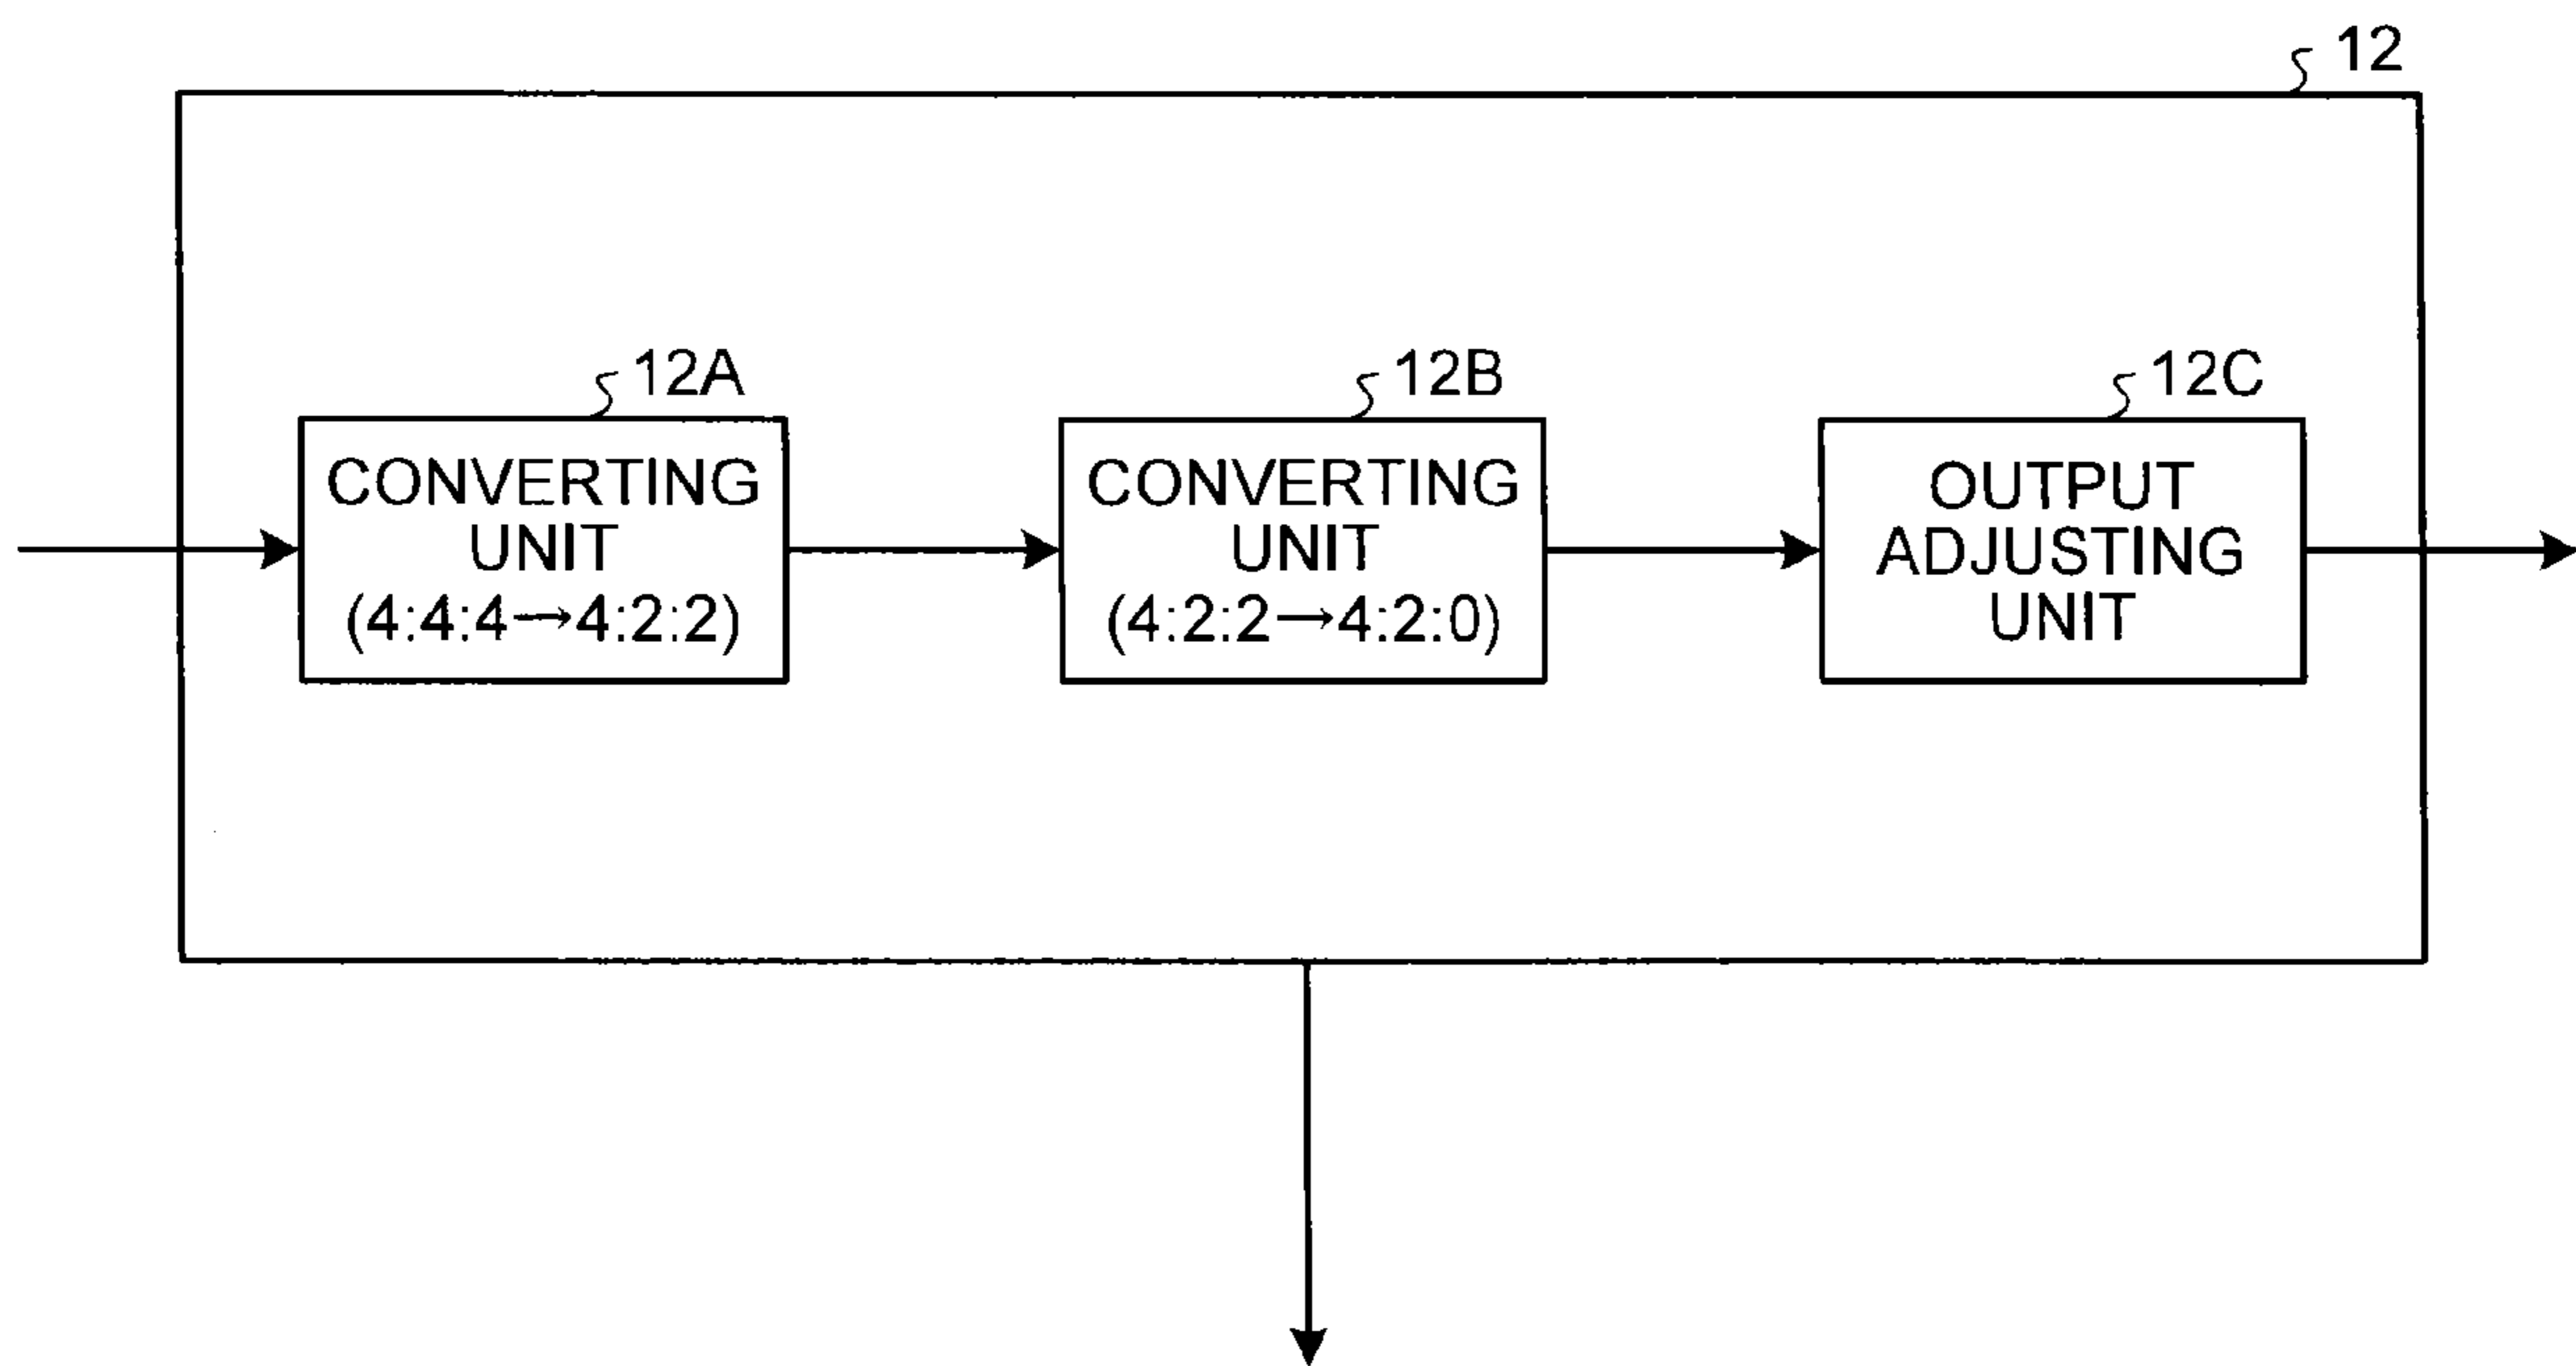 12
12A
CONVERTING
UNIT
(4:4:4→4:2:2)
12B
CONVERTING
UNIT
(4:2:2→4:2:0)
12C
OUTPUT
ADJUSTING
UNIT